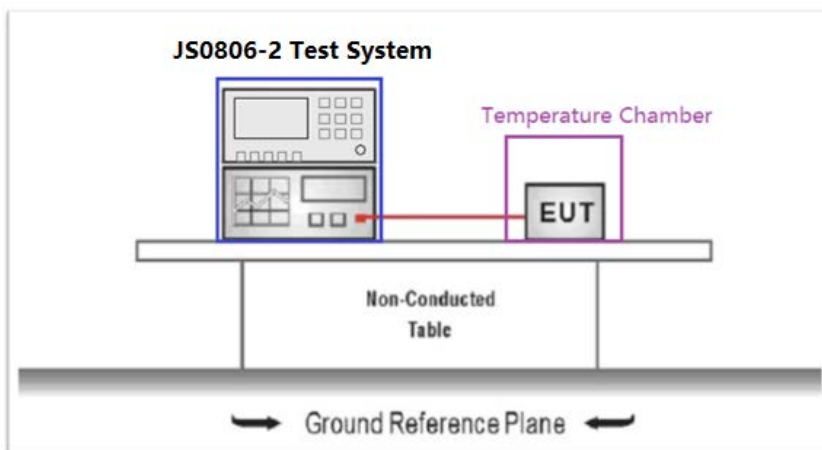 JS0806-2 Test System
Temperature Chamber
EUT
Non-Conducted
Table
Ground Reference Plane